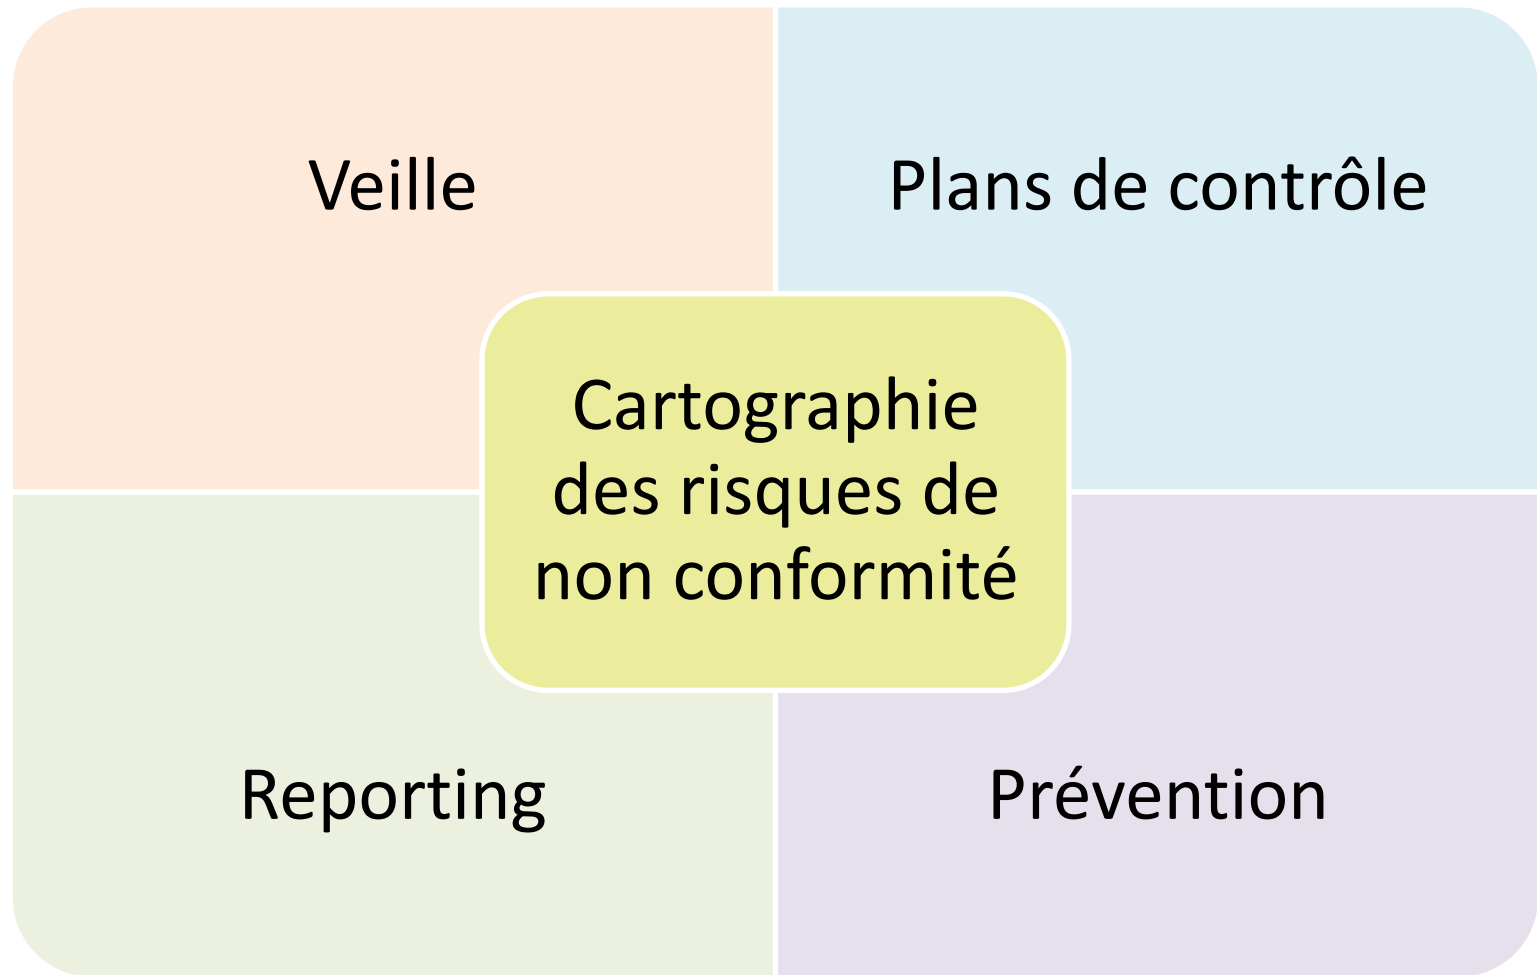 Veille
Plans de contrôle
Cartographie
des risques de
non conformité
Reporting
Prévention